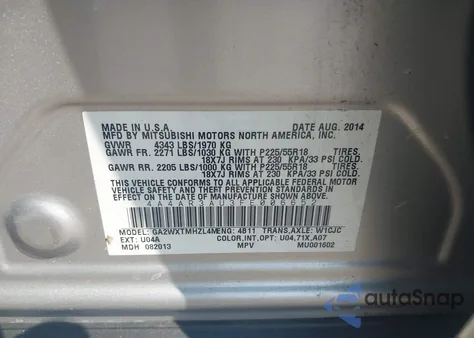 MADE IN U.S.A. DATE AUG. 2014
MFD BY MITSUBISHI MOTORS NORTH AMERICA, INC.
GVWR 4343 LBS/1970 KG
GAWR FR. 2271 LBS/1030 KG WITH P225/55R18 TIRES,
18X7J RIMS AT 230 KPA/33 PSI COLD.
GAWR RR. 2205 LBS/1000 KG WITH P225/55R18 TIRES,
18X7J RIMS AT 230 KPA/33 PSI COLD.
THIS VEHICLE CONFORMS TO ALL APPLICABLE FEDERAL
MOTOR VEHICLE SAFETY AND BUMPER STANDARDS IN
EFFECT ON THE DATE OF MANUFACTURE SHOWN ABOVE.
MODEL: GA2WXTMHZL4M ENG: 4B11 TRANS,AXLE: W1CJC
EXT: U04A COLOR,INT,OPT: U04,71X,A07
MDH 082013 MPV MU001602
autoSnap